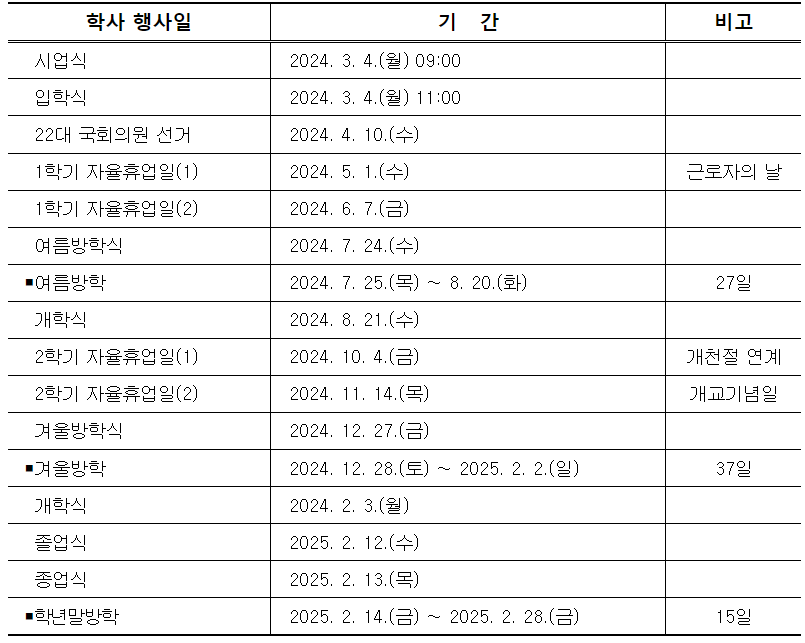 학사 행사일 기 간 비고
시업식 2024. 3. 4.(월) 09:00
입학식 2024. 3. 4.(월) 11:00
22대 국회의원 선거 2024. 4. 10.(수)
1학기 자율휴업일(1) 2024. 5. 1.(수) 근로자의 날
1학기 자율휴업일(2) 2024. 6. 7.(금)
여름방학식 2024. 7. 24.(수)
▪여름방학 2024. 7. 25.(목) ~ 8. 20.(화) 27일
개학식 2024. 8. 21.(수)
2학기 자율휴업일(1) 2024. 10. 4.(금) 개천절 연계
2학기 자율휴업일(2) 2024. 11. 14.(목) 개교기념일
겨울방학식 2024. 12. 27.(금)
▪겨울방학 2024. 12. 28.(토) ~ 2025. 2. 2.(일) 37일
개학식 2024. 2. 3.(월)
졸업식 2025. 2. 12.(수)
종업식 2025. 2. 13.(목)
▪학년말방학 2025. 2. 14.(금) ~ 2025. 2. 28.(금) 15일